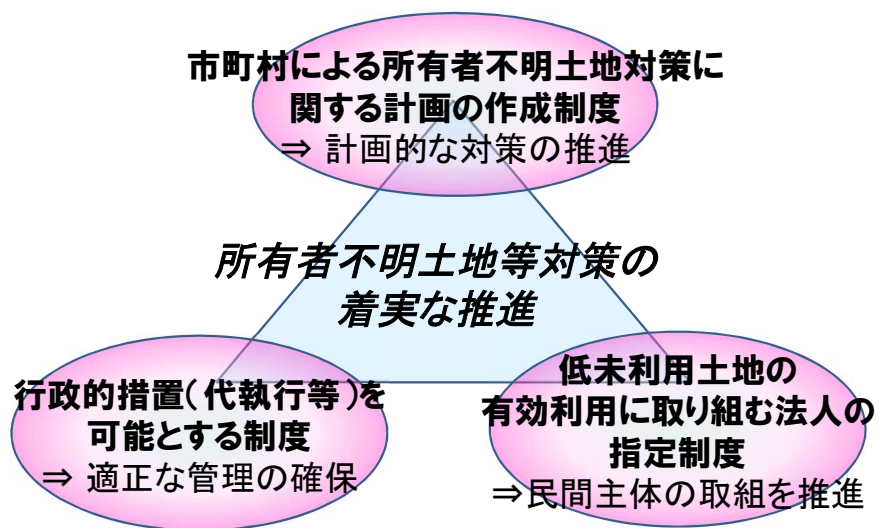 市町村による所有者不明土地対策に
関する計画の作成制度
⇒ 計画的な対策の推進
所有者不明土地等対策の
着実な推進
行政的措置（代執行等）を
可能とする制度
⇒ 適正な管理の確保
低未利用土地の
有効利用に取り組む法人の
指定制度
⇒民間主体の取組を推進